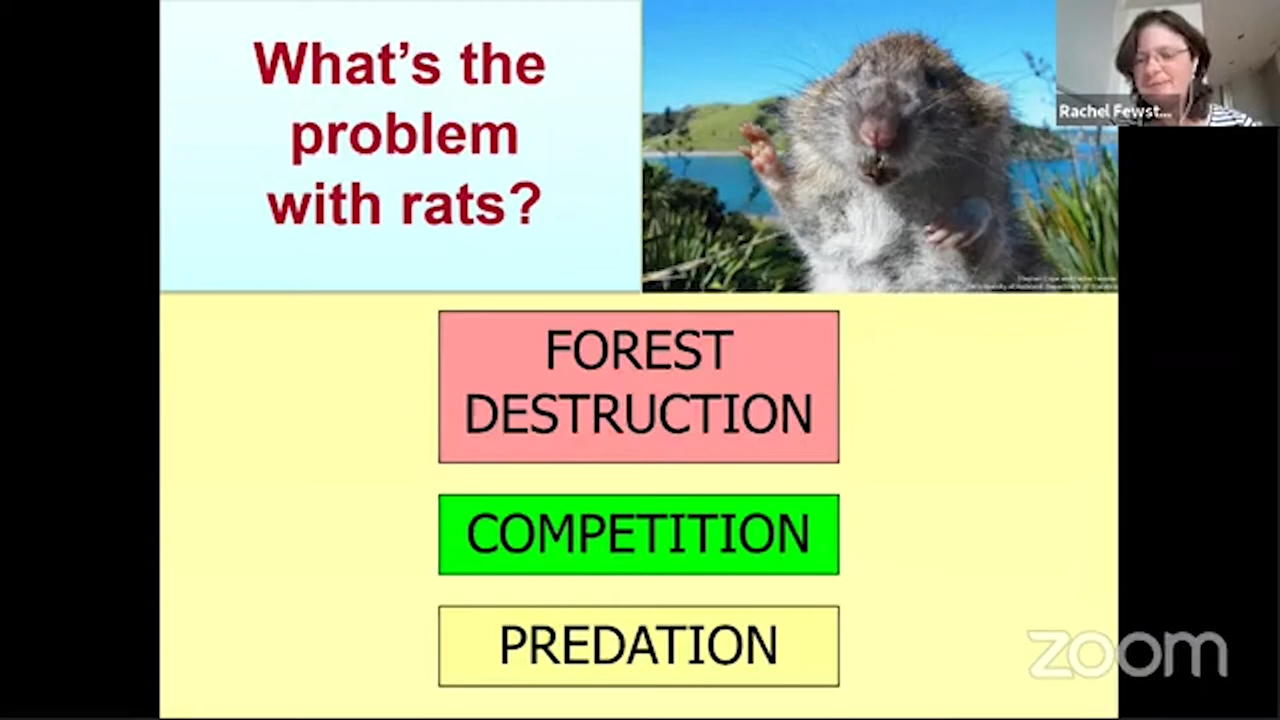 What's the
problem
with rats?
Rachel Fewst...
FOREST
DESTRUCTION
COMPETITION
PREDATION
zoom